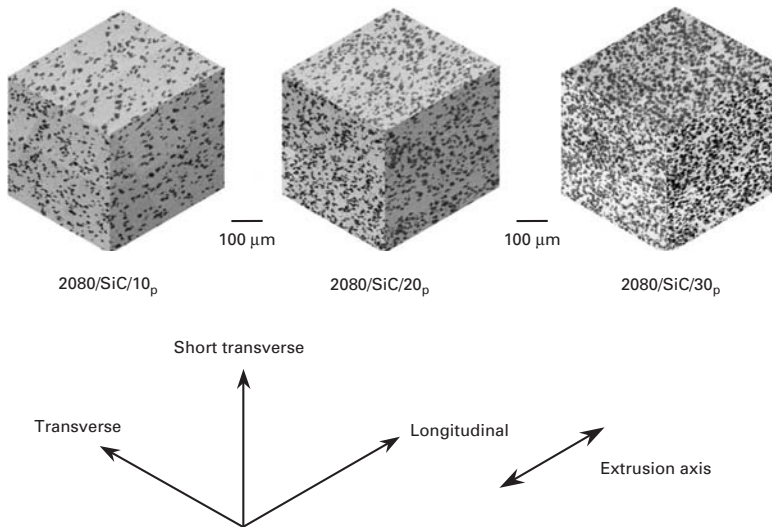 100 μm
100 μm
2080/SiC/10p
2080/SiC/20p
2080/SiC/30p
Short transverse
Transverse
Longitudinal
Extrusion axis